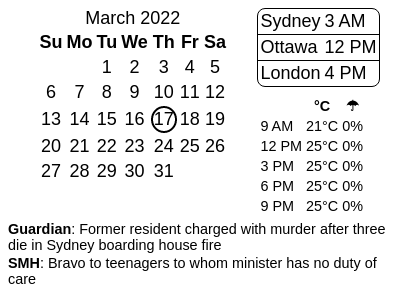 March 2022
Su Mo Tu We Th Fr Sa
1 2 3 4 5
6 7 8 9 10 11 12
13 14 15 16 17 18 19
20 21 22 23 24 25 26
27 28 29 30 31
Sydney 3 AM
Ottawa 12 PM
London 4 PM
°C ☂
9 AM 21°C 0%
12 PM 25°C 0%
3 PM 25°C 0%
6 PM 25°C 0%
9 PM 25°C 0%
Guardian: Former resident charged with murder after three
die in Sydney boarding house fire
SMH: Bravo to teenagers to whom minister has no duty of
care